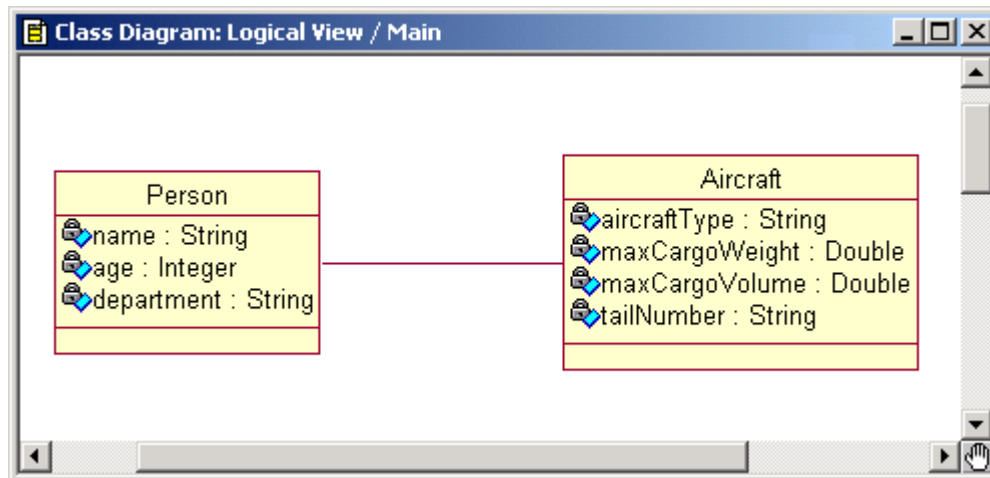 Class Diagram: Logical View / Main
Person
name : String
age : Integer
department : String
Aircraft
aircraftType : String
maxCargoWeight : Double
maxCargoVolume : Double
tailNumber : String